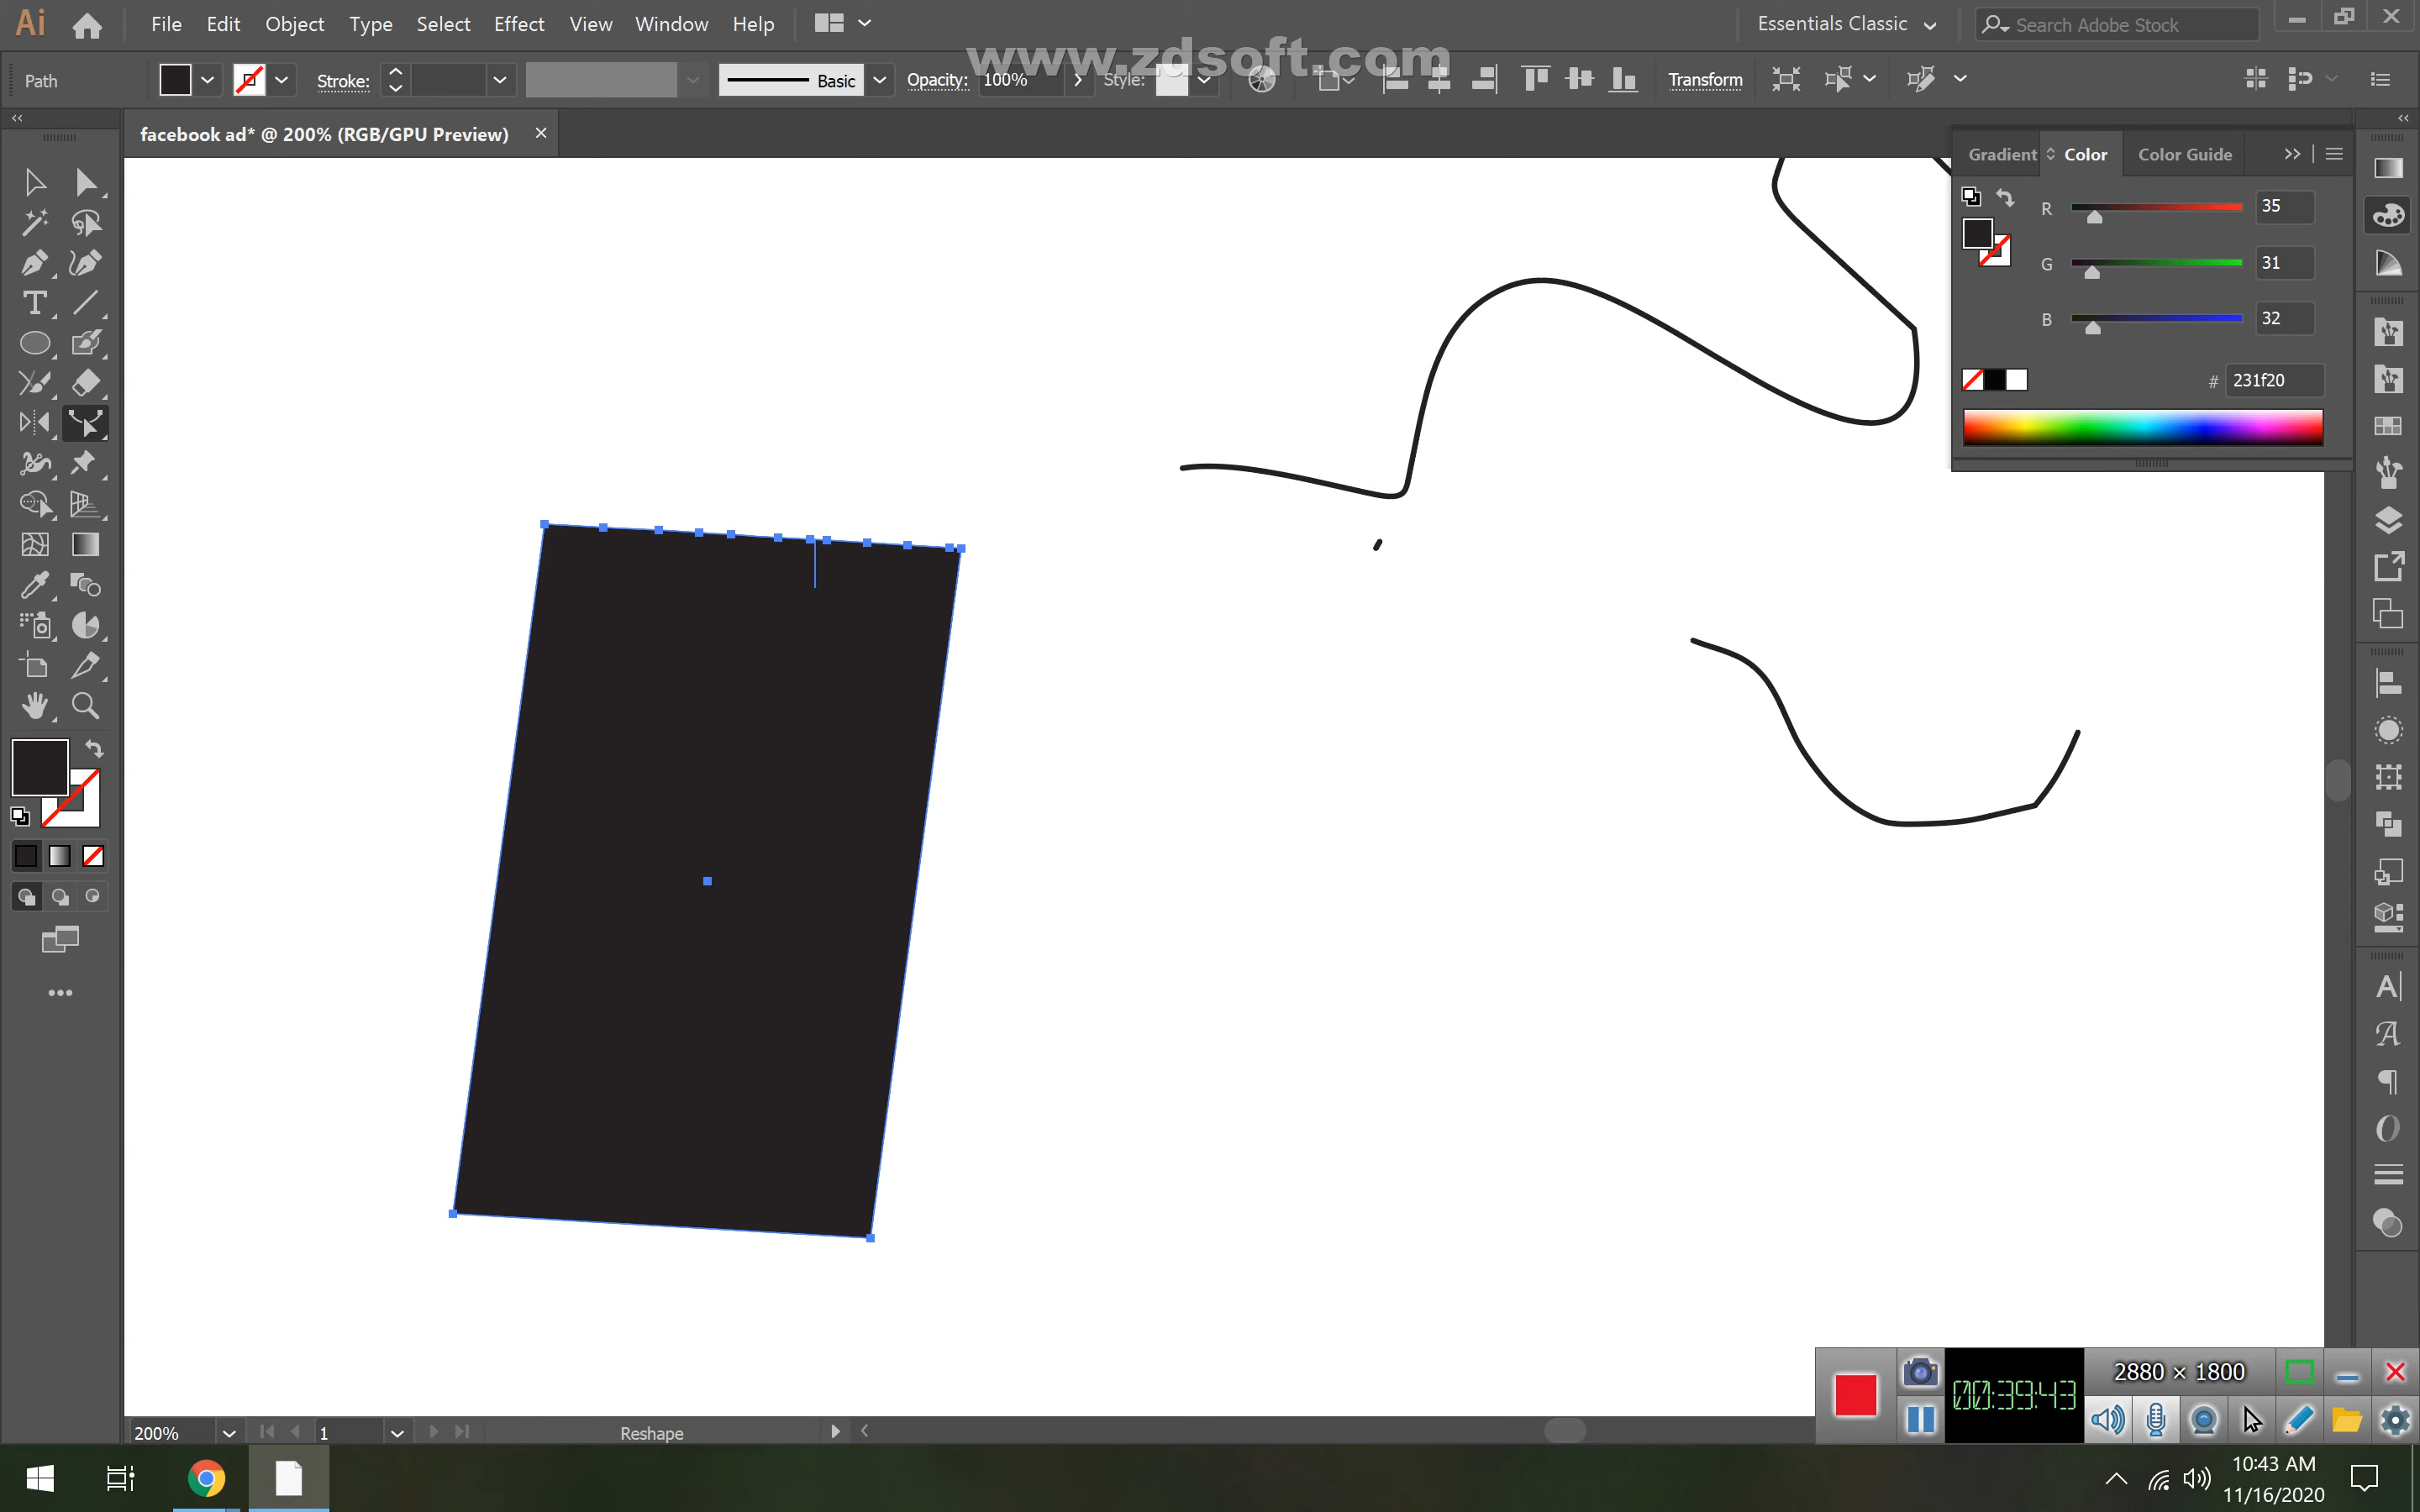 Ai File Edit Object Type Select Effect View Window Help Essentials Classic Search Adobe Stock
www.zdsoft.com
Path Stroke: Basic Opacity: 100% Style: Transform
facebook ad* @ 200% (RGB/GPU Preview)
Gradient Color Color Guide
R 35
G 31
B 32
# 231f20
2880 × 1800
00:39:43
200% 1 Reshape
10:43 AM
11/16/2020